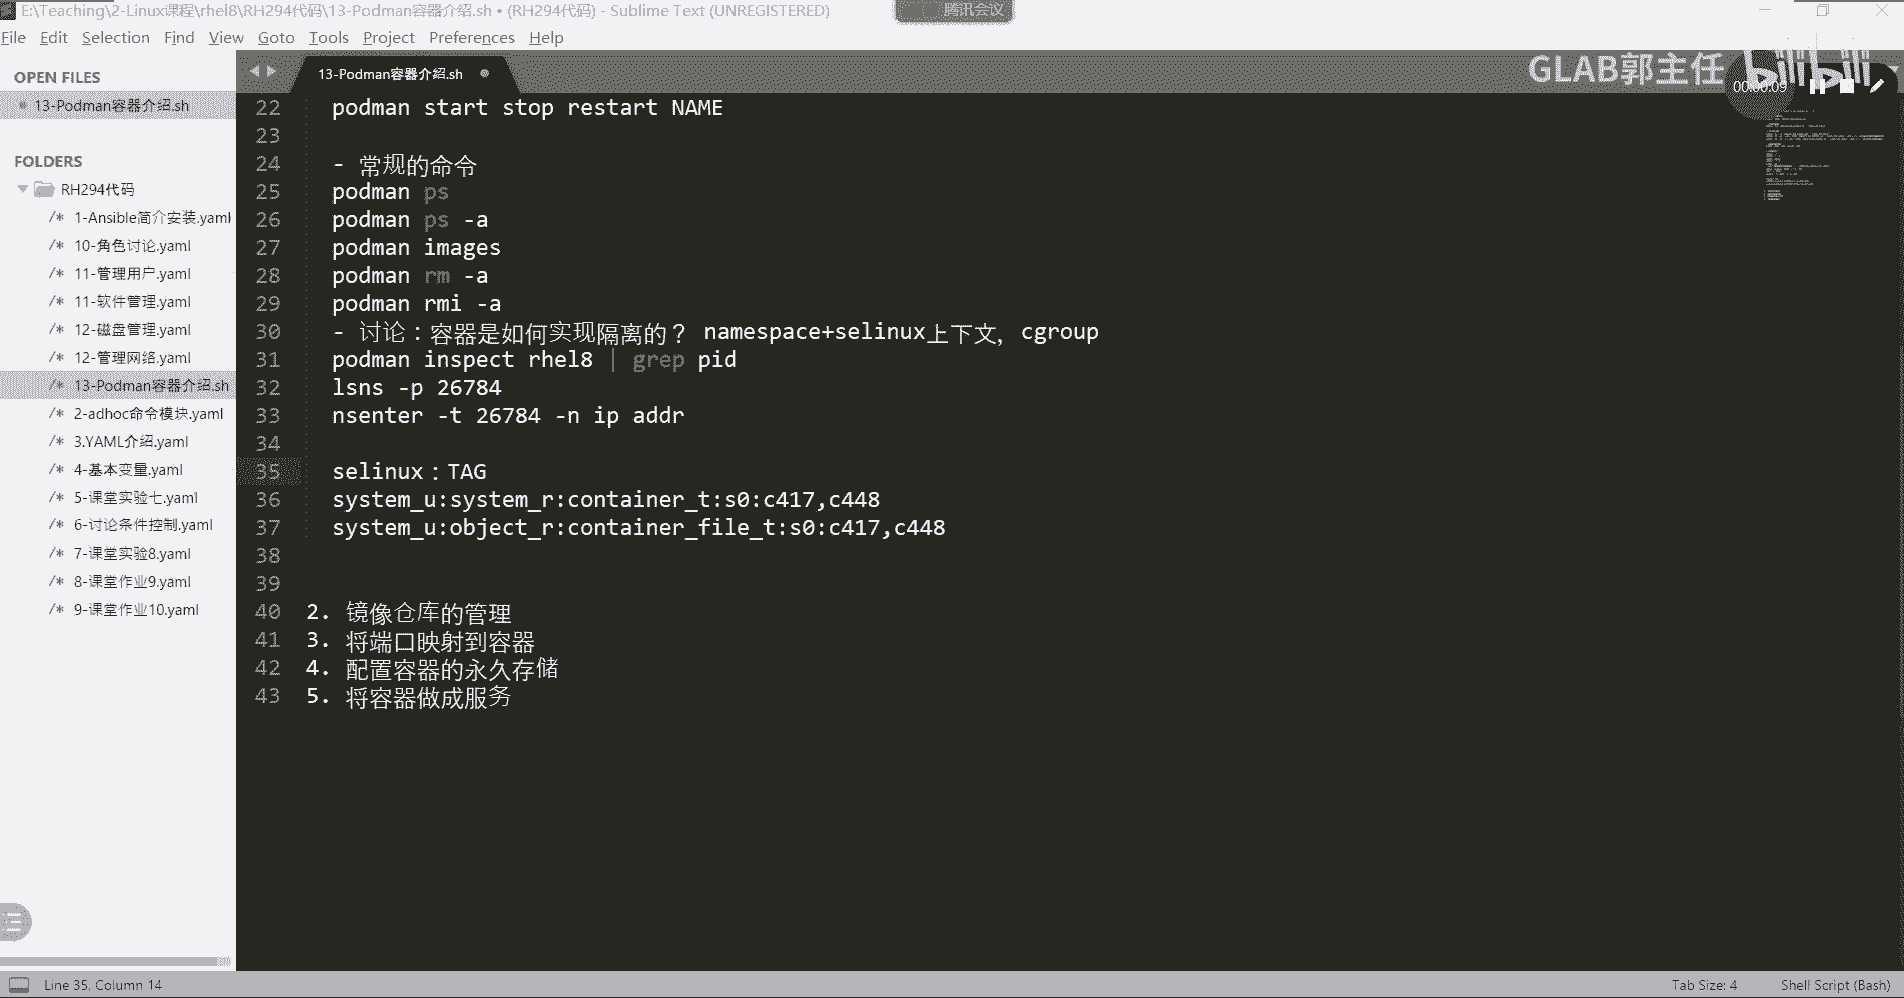 E:\Teaching\2-Linux课程\rhel8\RH294代码\13-Podman容器介绍.sh • (RH294代码) - Sublime Text (UNREGISTERED)
腾讯会议
File Edit Selection Find View Goto Tools Project Preferences Help
GLAB郭主任
bilibili
00:00:09
OPEN FILES
13-Podman容器介绍.sh
FOLDERS
RH294代码
/* 1-Ansible简介安装.yaml
/* 10-角色讨论.yaml
/* 11-管理用户.yaml
/* 11-软件管理.yaml
/* 12-磁盘管理.yaml
/* 12-管理网络.yaml
/* 13-Podman容器介绍.sh
/* 2-adhoc命令模块.yaml
/* 3.YAML介绍.yaml
/* 4-基本变量.yaml
/* 5-课堂实验七.yaml
/* 6-讨论条件控制.yaml
/* 7-课堂实验8.yaml
/* 8-课堂作业9.yaml
/* 9-课堂作业10.yaml
13-Podman容器介绍.sh
22 podman start stop restart NAME
23
24 - 常规的命令
25 podman ps
26 podman ps -a
27 podman images
28 podman rm -a
29 podman rmi -a
30 - 讨论：容器是如何实现隔离的？ namespace+selinux上下文，cgroup
31 podman inspect rhel8 | grep pid
32 lsns -p 26784
33 nsenter -t 26784 -n ip addr
34
35 selinux：TAG
36 system_u:system_r:container_t:s0:c417,c448
37 system_u:object_r:container_file_t:s0:c417,c448
38
39
40 2. 镜像仓库的管理
41 3. 将端口映射到容器
42 4. 配置容器的永久存储
43 5. 将容器做成服务
Line 35, Column 14
Tab Size: 4
Shell Script (Bash)